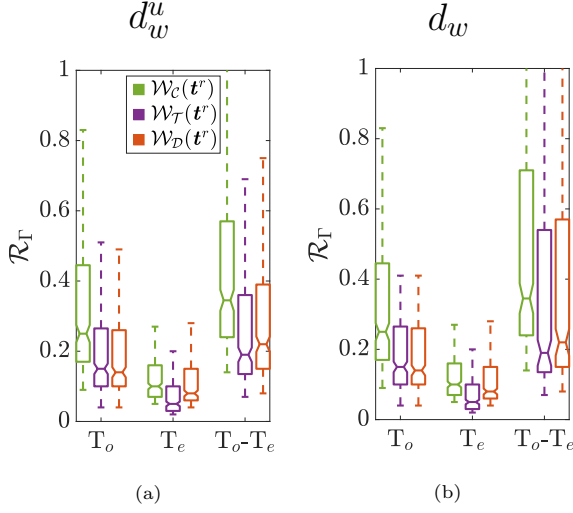 d_w^u
d_w
1
0.8
0.6
0.4
0.2
0
R_Γ
W_C(t^r)
W_T(t^r)
W_D(t^r)
T_o
T_e
T_o-T_e
(a)
1
0.8
0.6
0.4
0.2
0
R_Γ
T_o
T_e
T_o-T_e
(b)